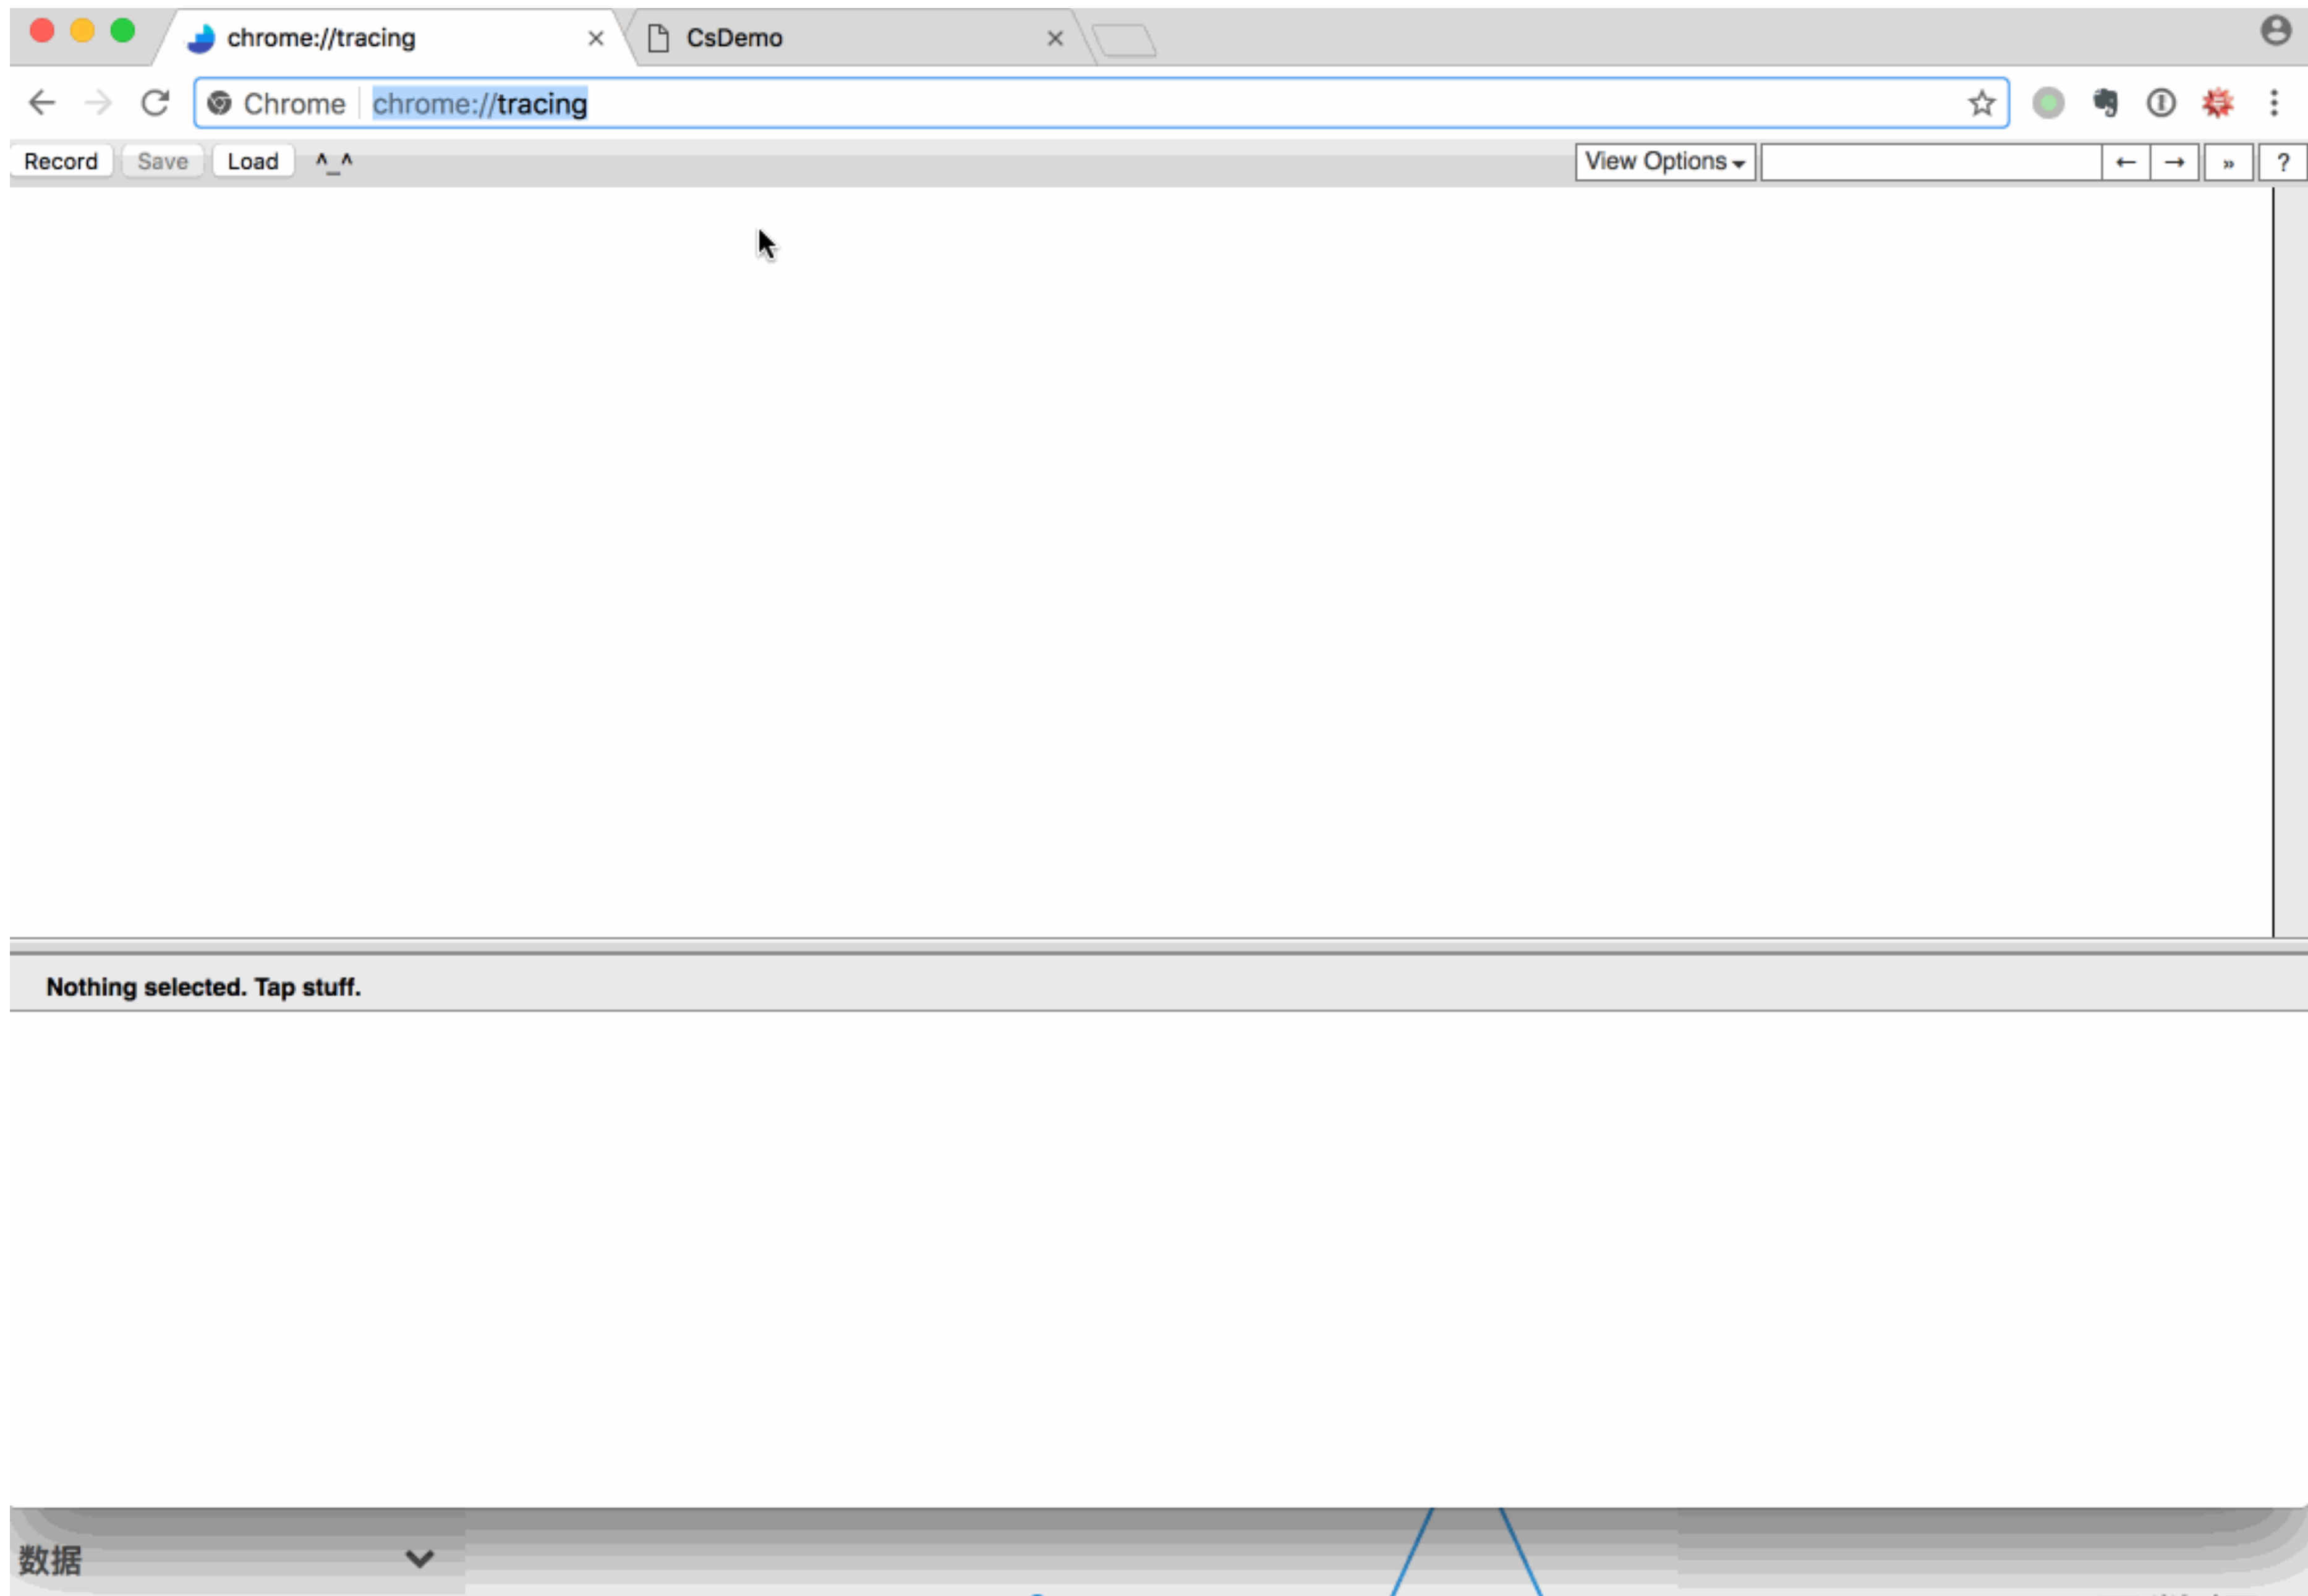 chrome://tracing
CsDemo
Chrome chrome://tracing
Record Save Load ^_^ View Options ← → » ?
Nothing selected. Tap stuff.
数据